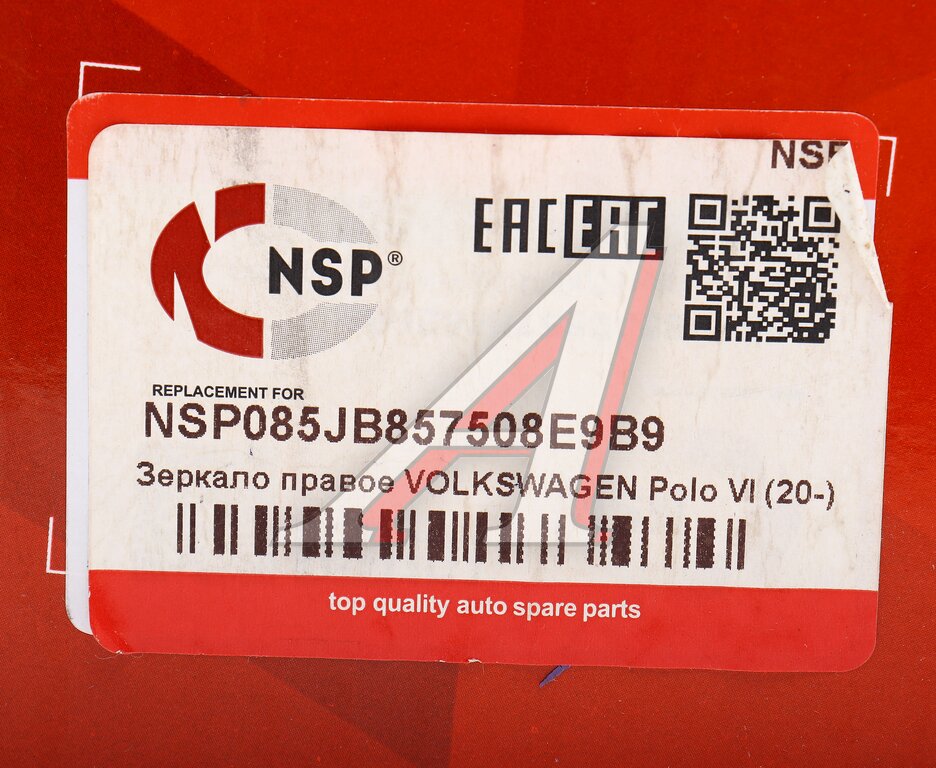 NSP
EAC EAC
NSP®
REPLACEMENT FOR
NSP085JB857508E9B9
Зеркало правое VOLKSWAGEN Polo VI (20-)
top quality auto spare parts